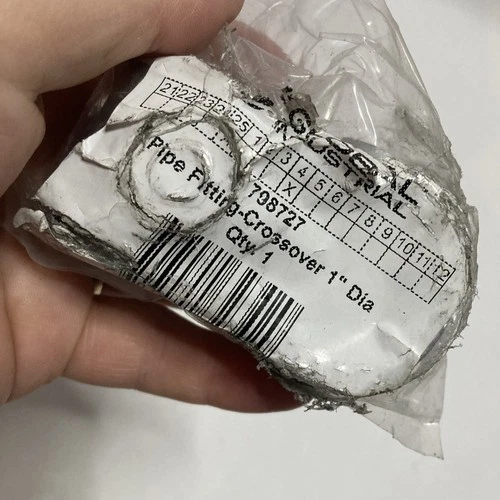 GLOBAL
INDUSTRIAL
21 22 23 24 25 1 2 3 4 5 6 7 8 9 10 11 12
X
708727
Pipe Fitting-Crossover 1" Dia
Qty. 1